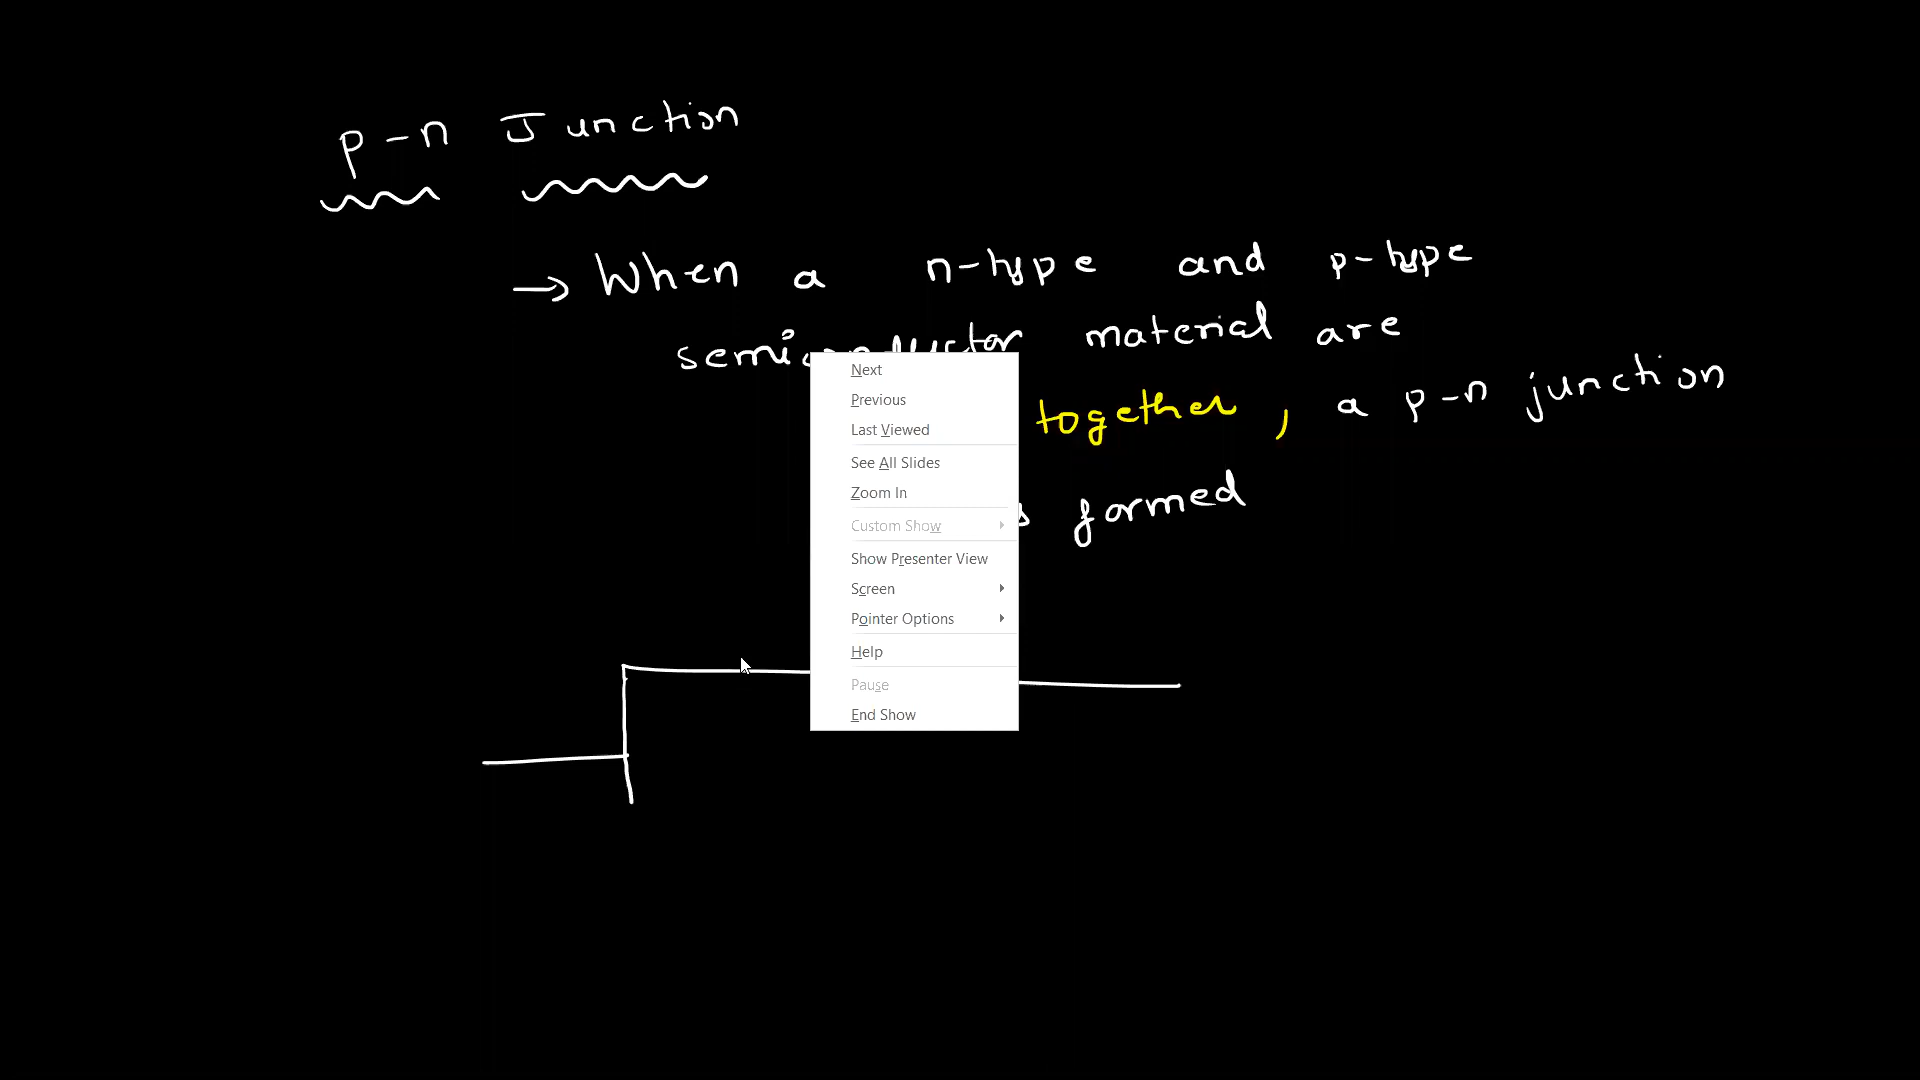 p-n Junction
→ When a n-type and p-type
semiconductor material are
together, a p-n junction
formed
Next
Previous
Last Viewed
See All Slides
Zoom In
Custom Show
Show Presenter View
Screen
Pointer Options
Help
Pause
End Show